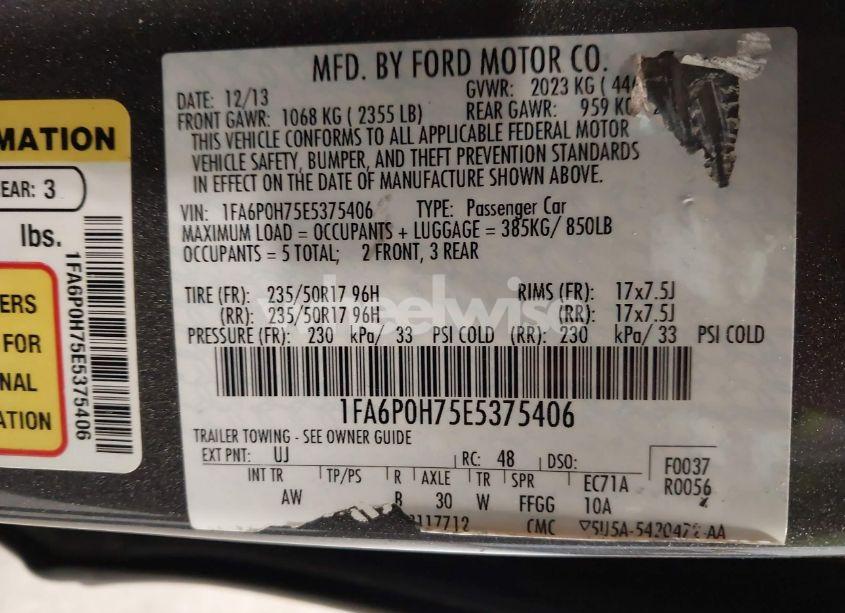 MFD. BY FORD MOTOR CO.
DATE: 12/13
GVWR: 2023 KG (
FRONT GAWR: 1068 KG ( 2355 LB)
REAR GAWR: 959
THIS VEHICLE CONFORMS TO ALL APPLICABLE FEDERAL MOTOR
VEHICLE SAFETY, BUMPER, AND THEFT PREVENTION STANDARDS
IN EFFECT ON THE DATE OF MANUFACTURE SHOWN ABOVE.
VIN: 1FA6P0H75E5375406 TYPE: Passenger Car
MAXIMUM LOAD = OCCUPANTS + LUGGAGE = 385KG/ 850LB
OCCUPANTS = 5 TOTAL; 2 FRONT, 3 REAR
TIRE (FR): 235/50R17 96H RIMS (FR): 17x7.5J
(RR): 235/50R17 96H (RR): 17x7.5J
PRESSURE (FR): 230 kPa/ 33 PSI COLD (RR): 230 kPa/ 33 PSI COLD
1FA6P0H75E5375406
TRAILER TOWING - SEE OWNER GUIDE
EXT PNT: UJ RC: 48 DSO:
F0037
R0056
INT TR TP/PS R AXLE TR SPR EC71A
AW B 30 W FFGG 10A
117712 CMC
MATION
EAR: 3
lbs.
1FA6P0H75E5375406
ERS
FOR
NAL
ATION
wheelwise